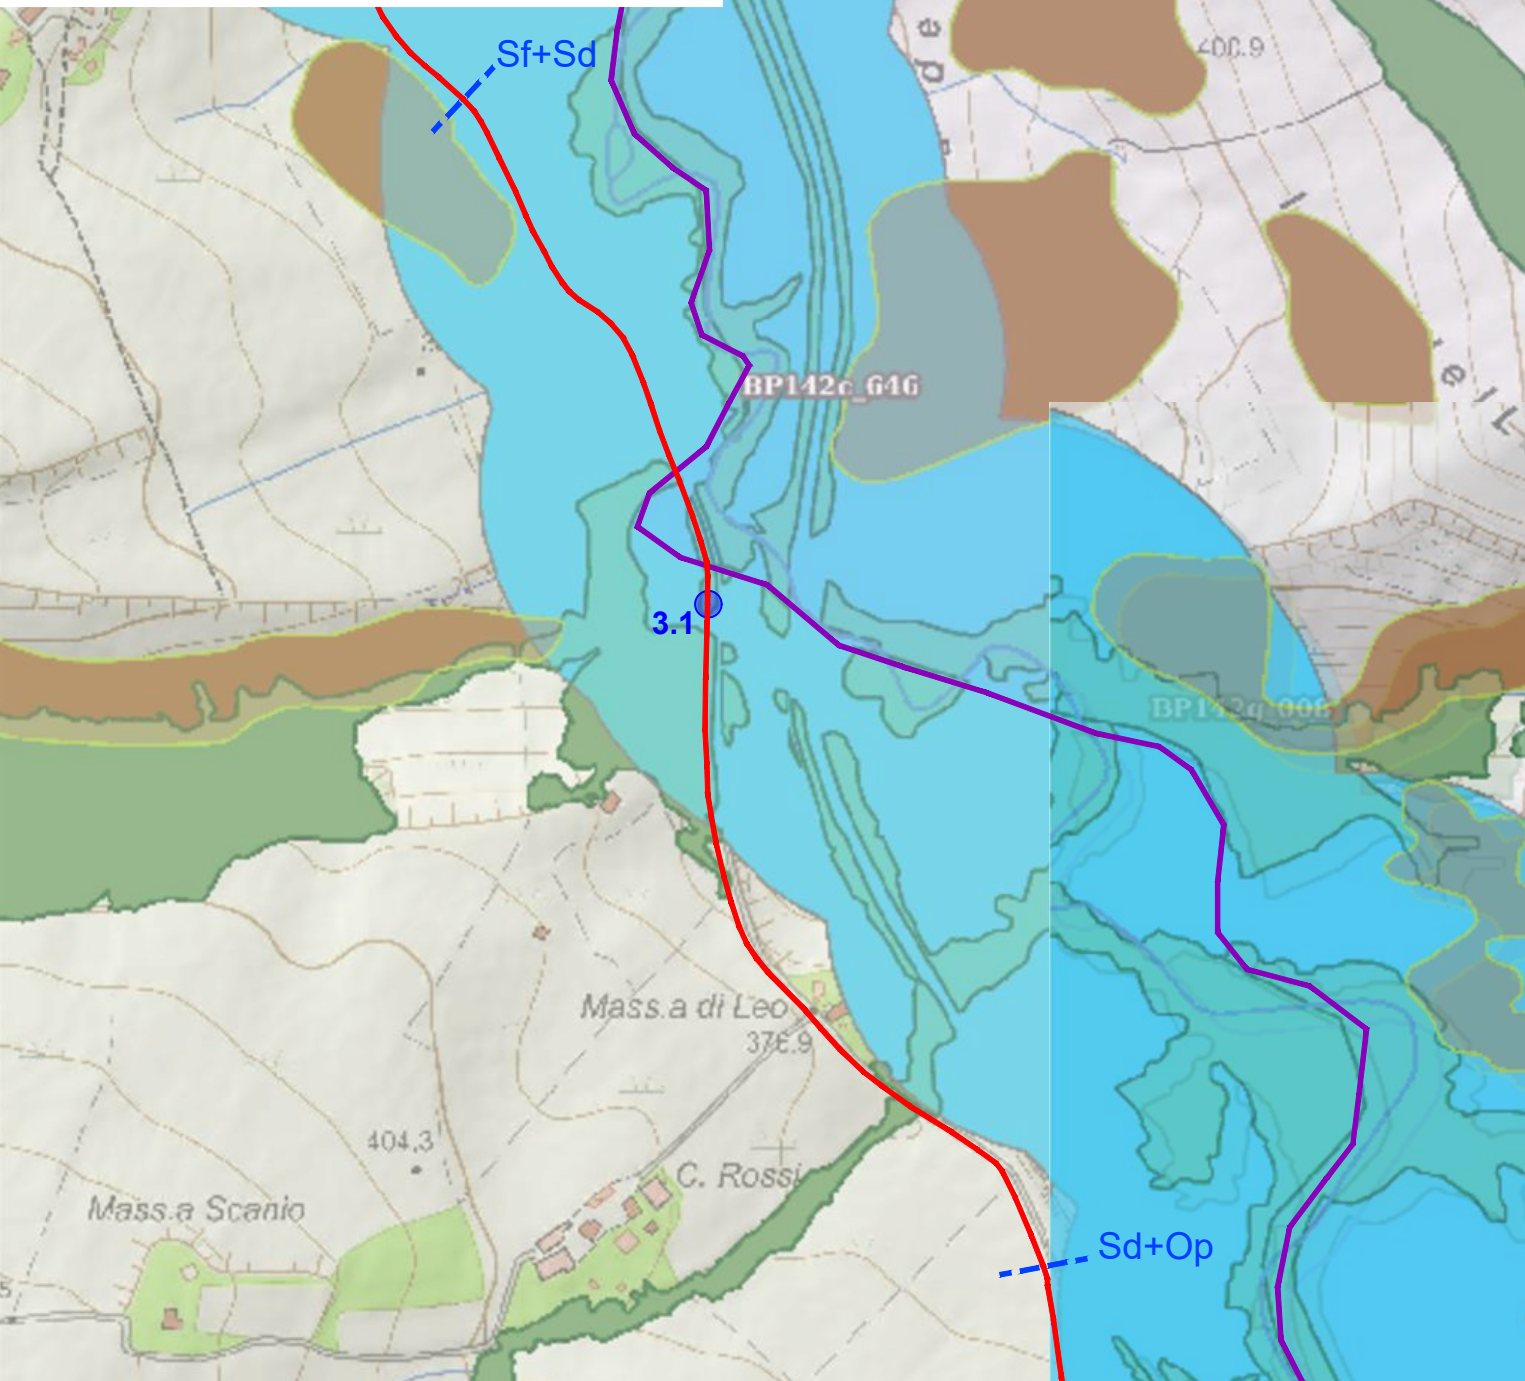 Sf+Sd
400.9
BP142c_646
3.1
Mass.a di Leo
376.9
404,3
C. Rossi
Mass.a Scanio
Sd+Op